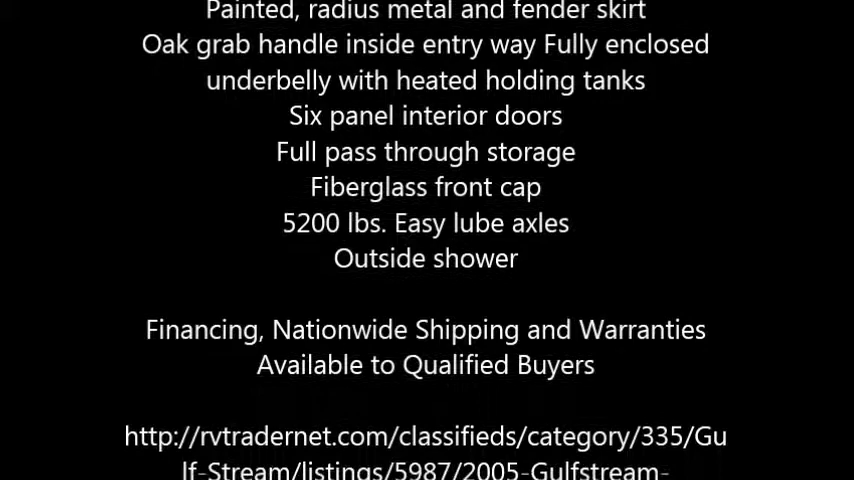 Painted, radius metal and fender skirt
Oak grab handle inside entry way Fully enclosed
underbelly with heated holding tanks
Six panel interior doors
Full pass through storage
Fiberglass front cap
5200 lbs. Easy lube axles
Outside shower
Financing, Nationwide Shipping and Warranties
Available to Qualified Buyers
http://rvtradernet.com/classifieds/category/335/Gu
lf-Stream/listings/5987/2005-Gulfstream-